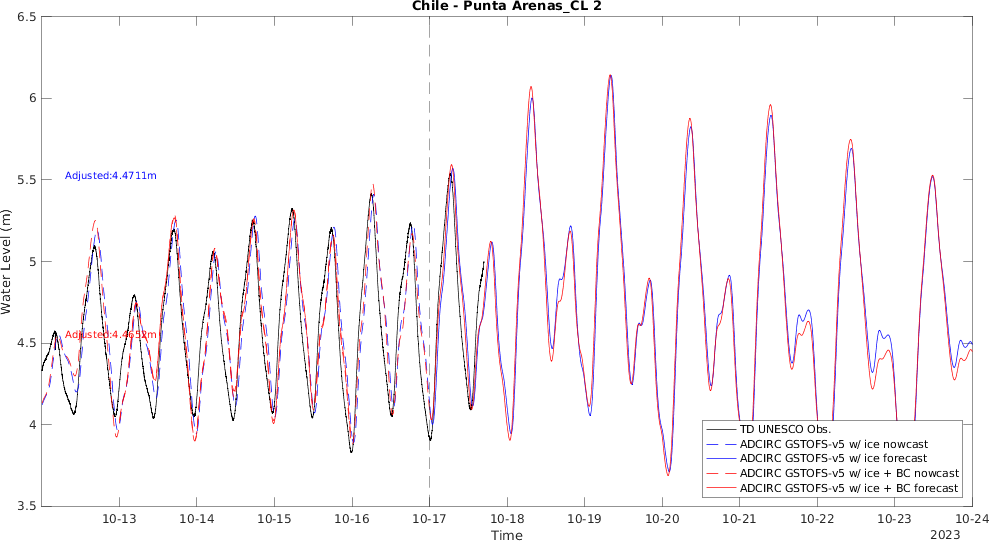 Chile - Punta Arenas_CL 2
6.5
6
5.5
5
4.5
4
3.5
Water Level (m)
Adjusted:4.4711m
Adjusted:4.4652m
TD UNESCO Obs.
ADCIRC GSTOFS-v5 w/ ice nowcast
ADCIRC GSTOFS-v5 w/ ice forecast
ADCIRC GSTOFS-v5 w/ ice + BC nowcast
ADCIRC GSTOFS-v5 w/ ice + BC forecast
10-13 10-14 10-15 10-16 10-17 10-18 10-19 10-20 10-21 10-22 10-23 10-24
Time
2023